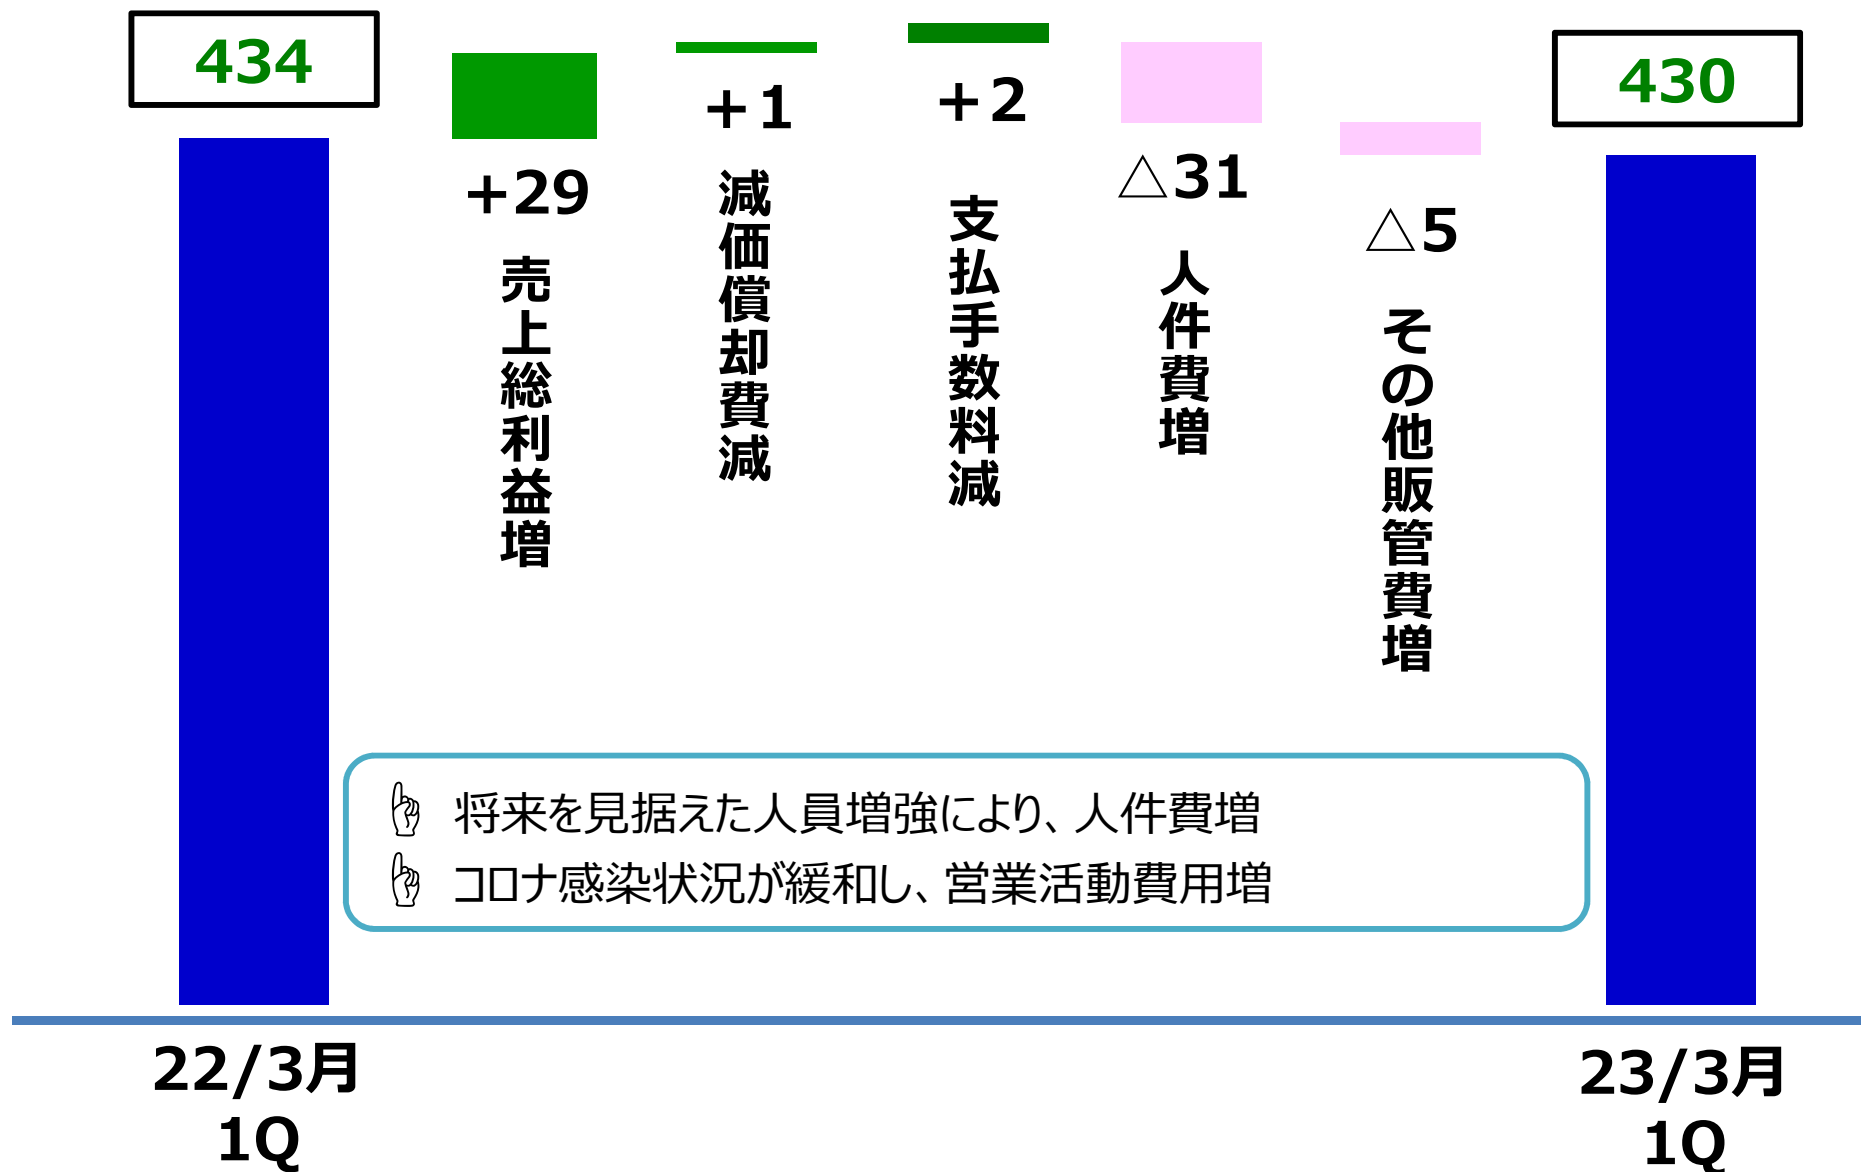 434
+29
売上総利益増
+1
減価償却費減
+2
支払手数料減
△31
人件費増
△5
その他販管費増
430
☝ 将来を見据えた人員増強により、人件費増
☝ コロナ感染状況が緩和し、営業活動費用増
22/3月
1Q
23/3月
1Q